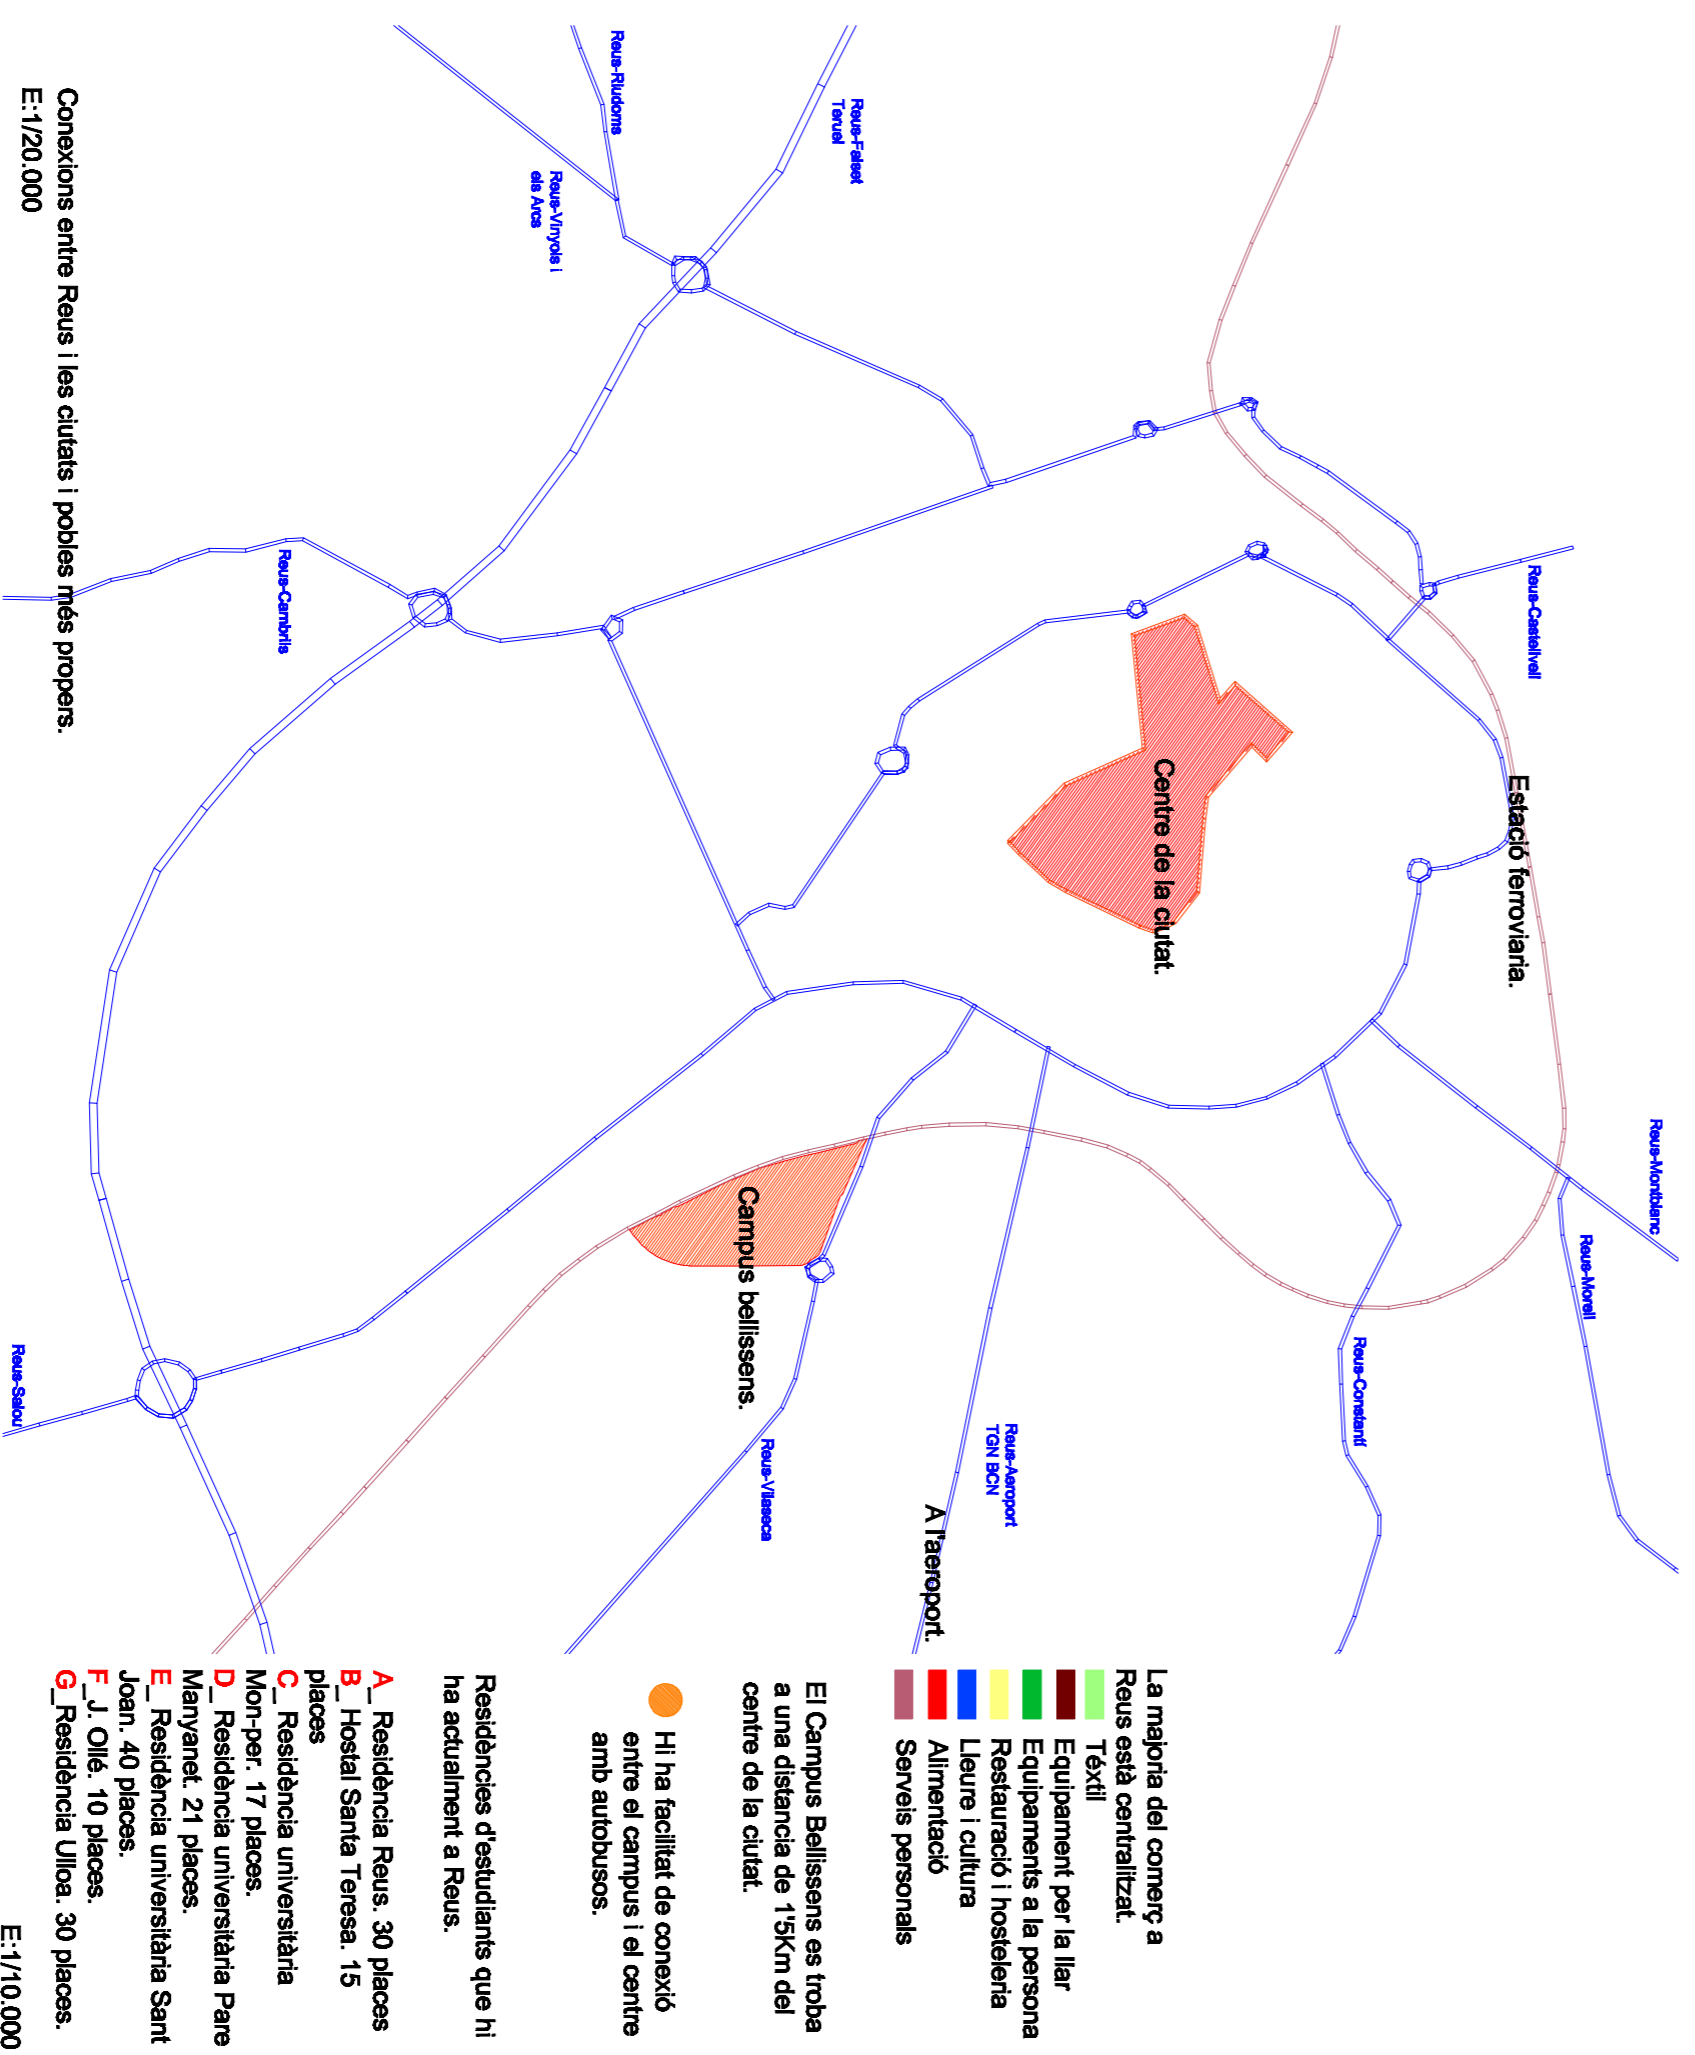 Reus-Montblanc
Reus-Morell
Reus-Castellvell
Estació ferroviaria.
Reus-Constantí
Centre de la ciutat.
Reus-Aeroport
TGN BCN
A l'aeroport.
Reus-Falset
Teruel
Reus-Vilaseca
Campus bellissens.
Reus-Riudoms
Reus-Vinyols i
els Arcs
Reus-Cambrils
Reus-Salou
Conexions entre Reus i les ciutats i pobles més propers.
E:1/20.000
La majoria del comerç a
Reus està centralitzat.
Téxtil
Equipament per la llar
Equipaments a la persona
Restauració i hosteleria
Lleure i cultura
Alimentació
Serveis personals
El Campus Bellissens es troba
a una distancia de 1'5Km del
centre de la ciutat.
Hi ha facilitat de conexió
entre el campus i el centre
amb autobusos.
Residències d'estudiants que hi
ha actualment a Reus.
A_ Residència Reus. 30 places
B_ Hostal Santa Teresa. 15
places
C_ Residència universitària
Mon-per. 17 places.
D_ Residència universitària Pare
Manyanet. 21 places.
E_ Residència universitària Sant
Joan. 40 places.
F_J. Ollé. 10 places.
G_Residència Ulloa. 30 places.
E:1/10.000